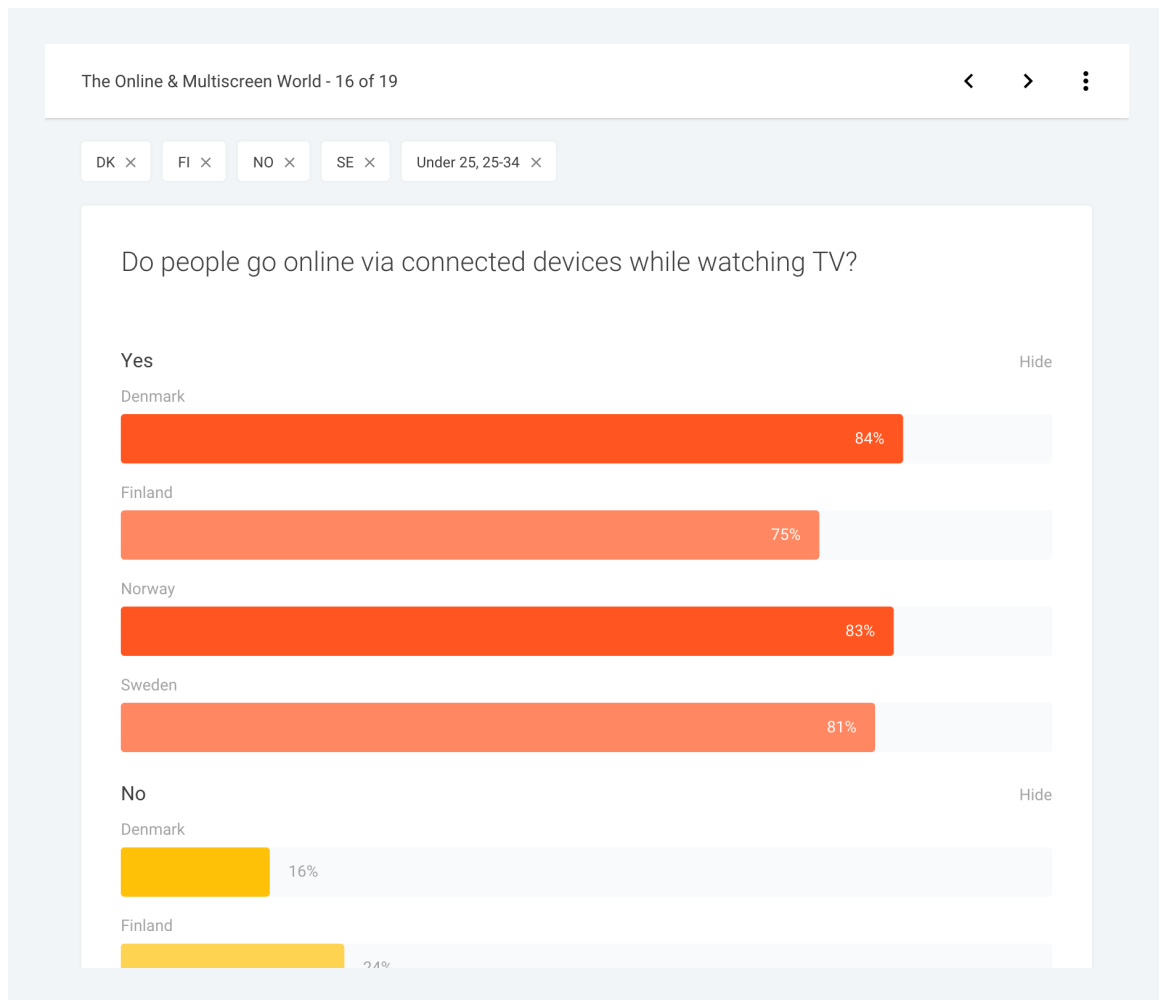 The Online & Multiscreen World - 16 of 19
DK
FI
NO
SE
Under 25, 25-34
Do people go online via connected devices while watching TV?
Yes
Hide
Denmark
84%
Finland
75%
Norway
83%
Sweden
81%
No
Hide
Denmark
16%
Finland
24%